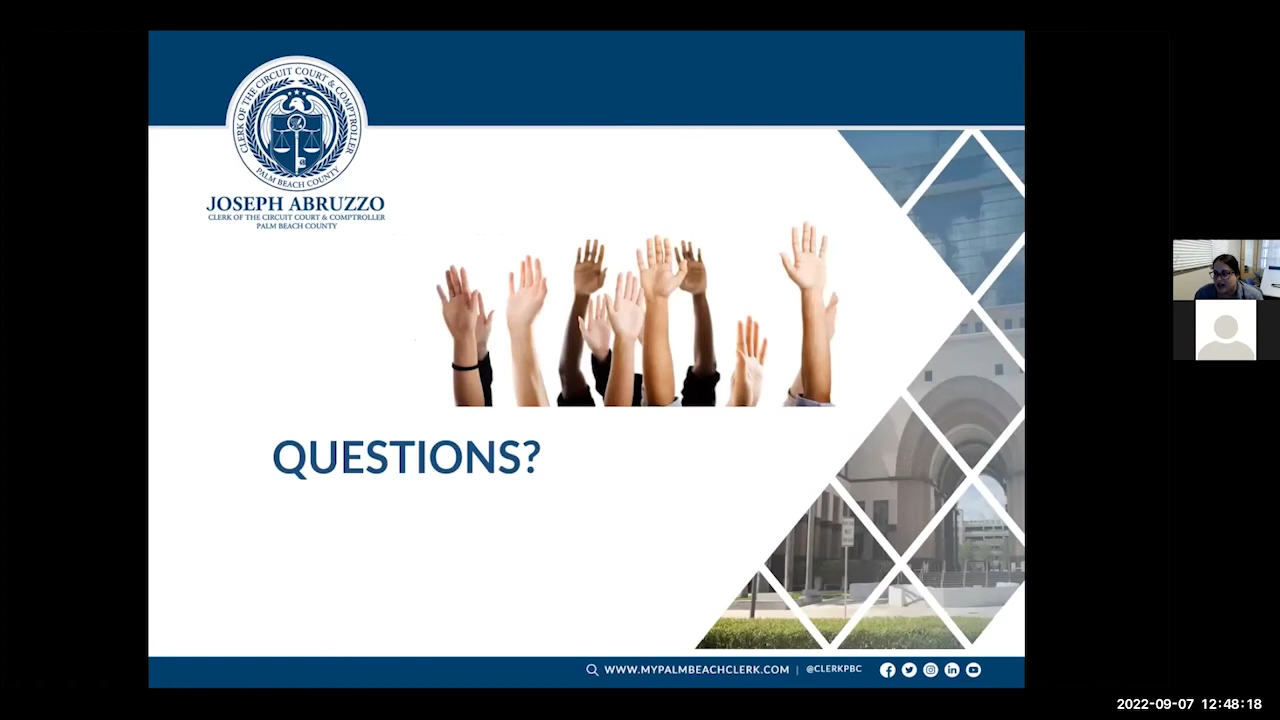 CLERK OF THE CIRCUIT COURT & COMPTROLLER
PALM BEACH COUNTY
JOSEPH ABRUZZO
CLERK OF THE CIRCUIT COURT & COMPTROLLER
PALM BEACH COUNTY
QUESTIONS?
WWW.MYPALMBEACHCLERK.COM | @CLERKPBC
2022-09-07 12:48:18